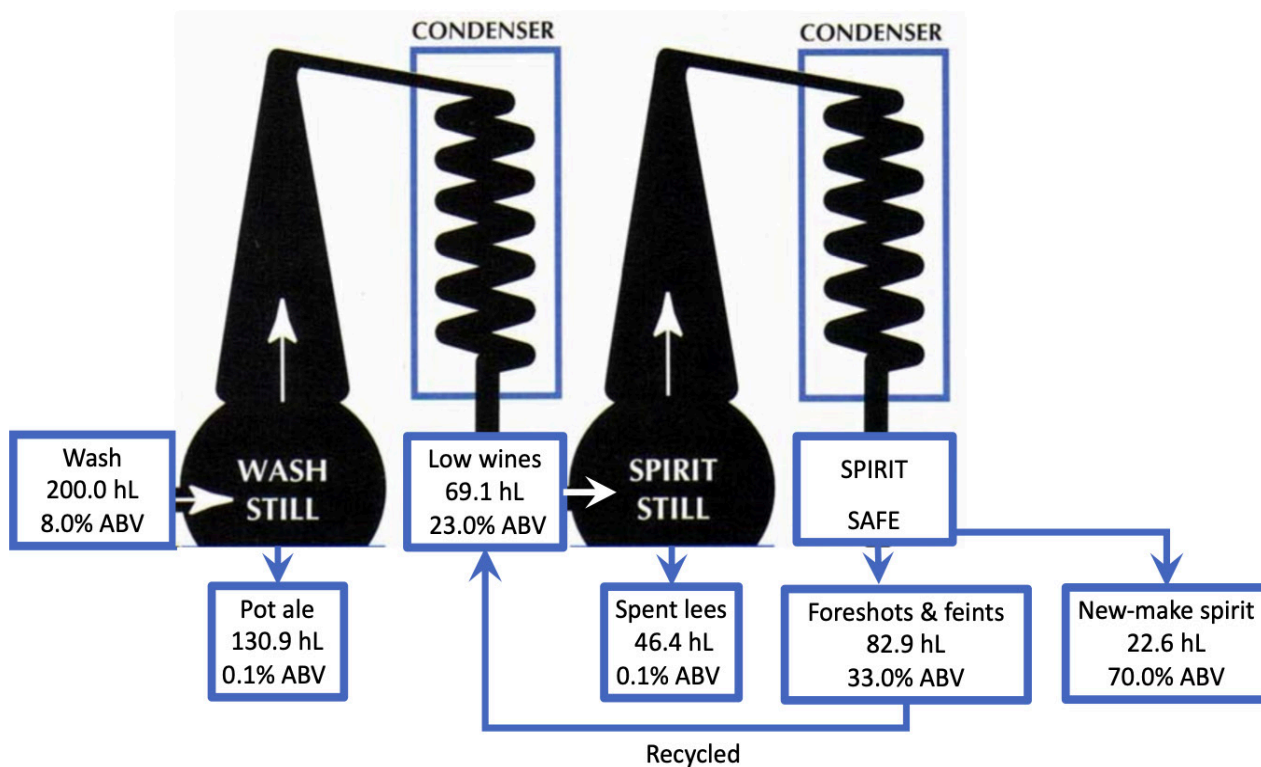 CONDENSER
CONDENSER
WASH
STILL
SPIRIT
STILL
Wash
200.0 hL
8.0% ABV
Low wines
69.1 hL
23.0% ABV
SPIRIT
SAFE
Pot ale
130.9 hL
0.1% ABV
Spent lees
46.4 hL
0.1% ABV
Foreshots & feints
82.9 hL
33.0% ABV
New-make spirit
22.6 hL
70.0% ABV
Recycled